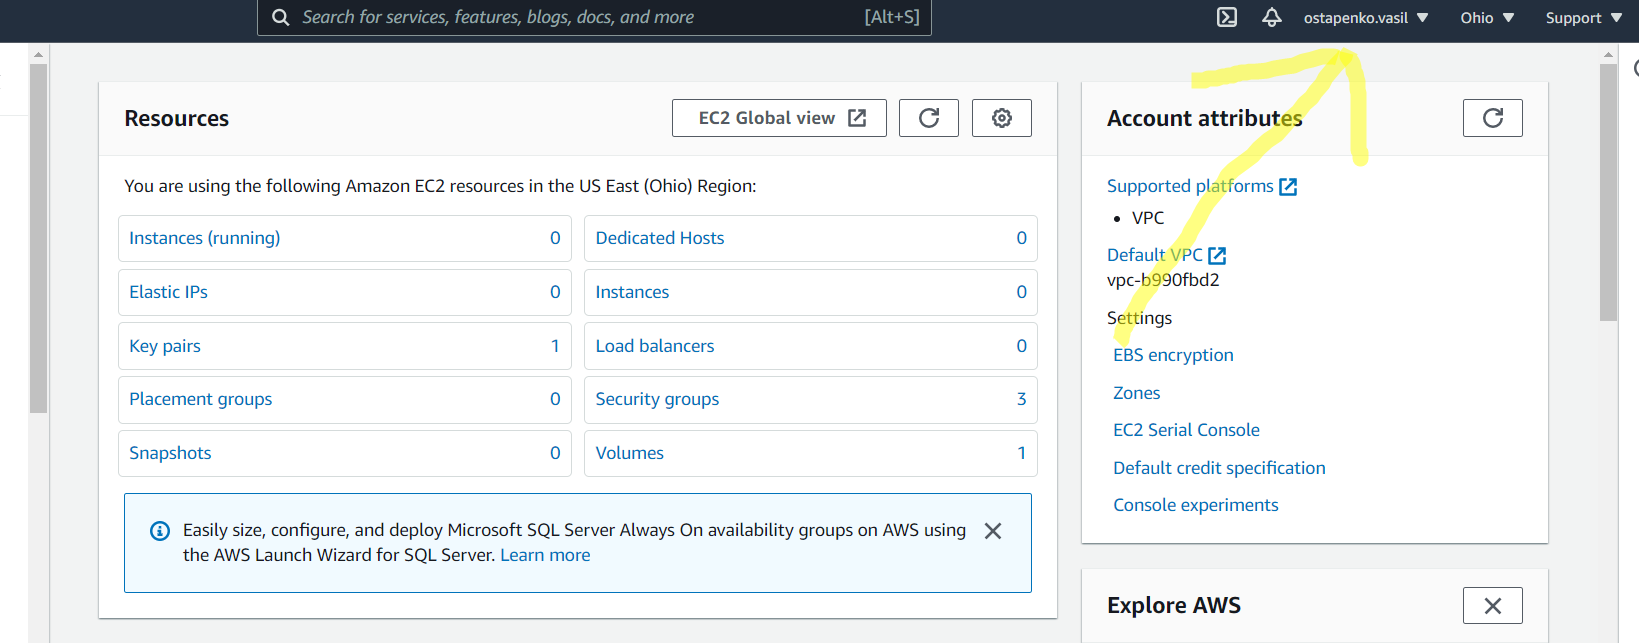 Search for services, features, blogs, docs, and more [Alt+S] ostapenko.vasil Ohio Support
Resources
EC2 Global view
You are using the following Amazon EC2 resources in the US East (Ohio) Region:
Instances (running) 0
Dedicated Hosts 0
Elastic IPs 0
Instances 0
Key pairs 1
Load balancers 0
Placement groups 0
Security groups 3
Snapshots 0
Volumes 1
Easily size, configure, and deploy Microsoft SQL Server Always On availability groups on AWS using
the AWS Launch Wizard for SQL Server. Learn more
Account attributes
Supported platforms
• VPC
Default VPC
vpc-b990fbd2
Settings
EBS encryption
Zones
EC2 Serial Console
Default credit specification
Console experiments
Explore AWS